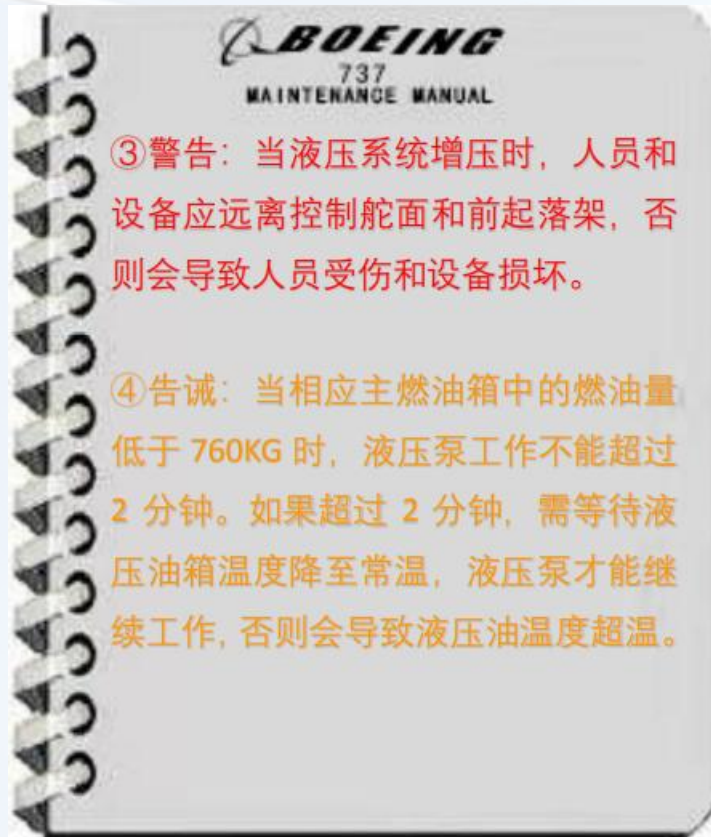 BOEING
737
MAINTENANCE MANUAL
③警告：当液压系统增压时，人员和
设备应远离控制舵面和前起落架，否
则会导致人员受伤和设备损坏。
④告诫：当相应主燃油箱中的燃油量
低于 760KG 时，液压泵工作不能超过
2 分钟。如果超过 2 分钟，需等待液
压油箱温度降至常温，液压泵才能继
续工作，否则会导致液压油温度超温。